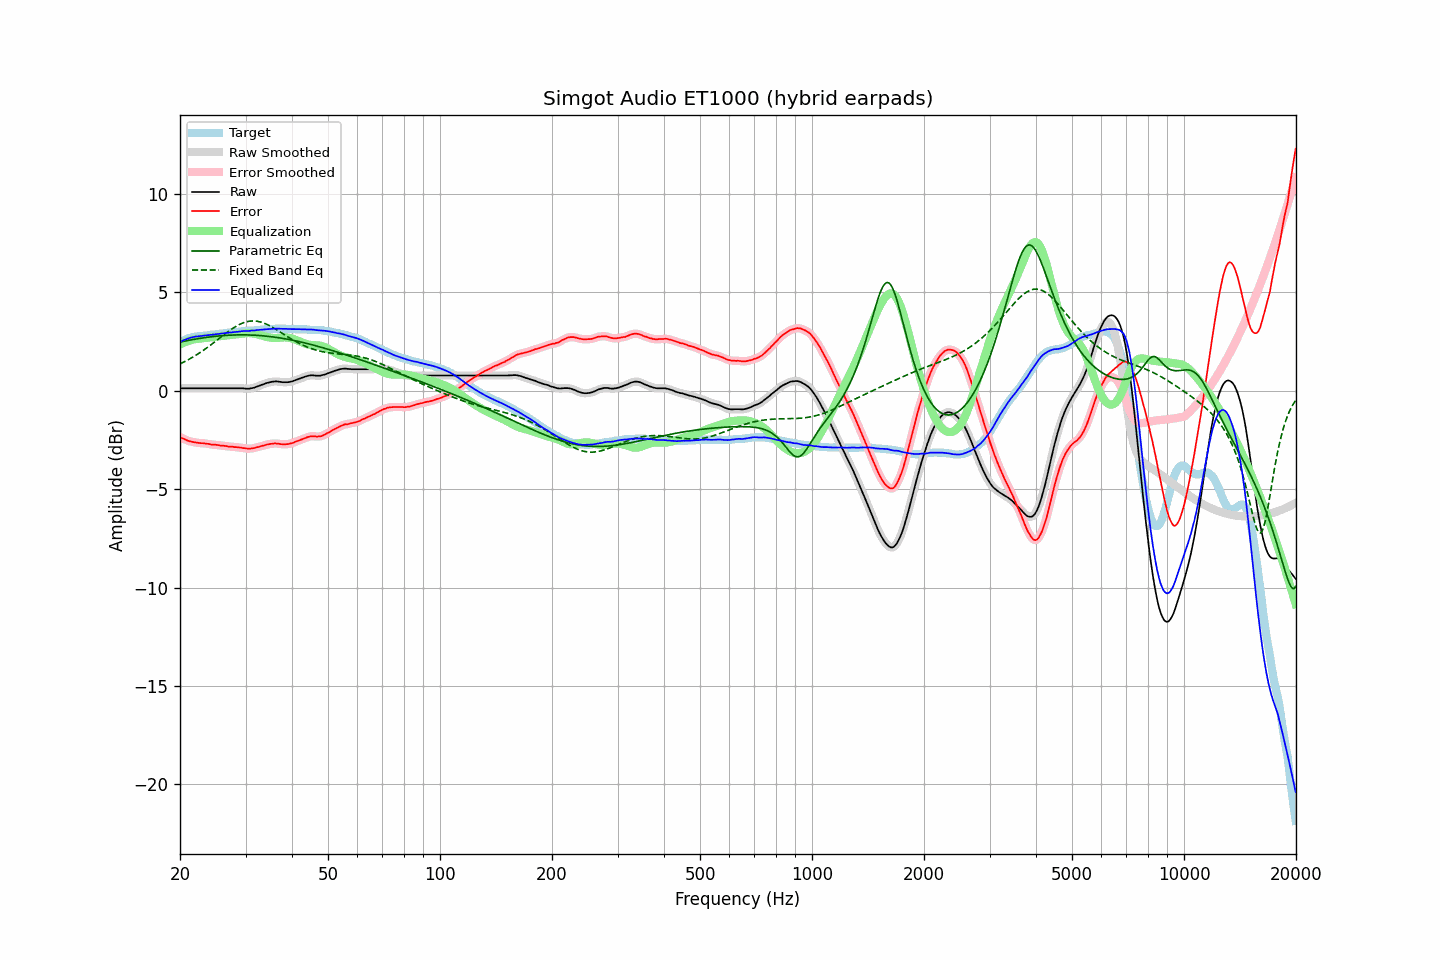 Simgot Audio ET1000 (hybrid earpads)
Target
Raw Smoothed
Error Smoothed
Raw
Error
Equalization
Parametric Eq
Fixed Band Eq
Equalized
10
5
0
−5
−10
−15
−20
Amplitude (dBr)
20 50 100 200 500 1000 2000 5000 10000 20000
Frequency (Hz)